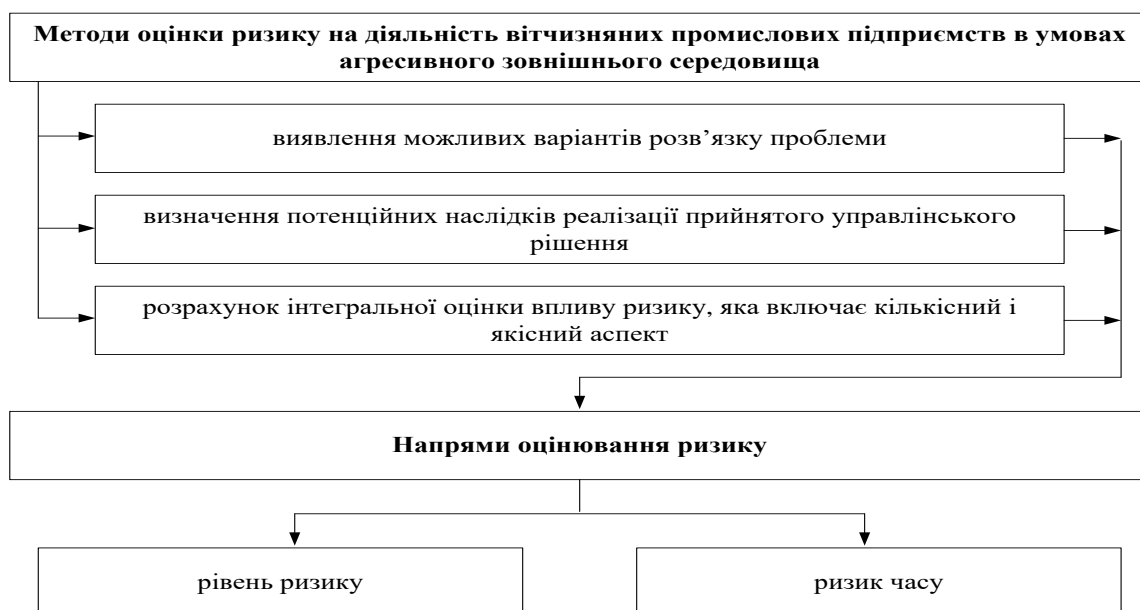 Методи оцінки ризику на діяльність вітчизняних промислових підприємств в умовах
агресивного зовнішнього середовища
виявлення можливих варіантів розв’язку проблеми
визначення потенційних наслідків реалізації прийнятого управлінського
рішення
розрахунок інтегральної оцінки впливу ризику, яка включає кількісний і
якісний аспект
Напрями оцінювання ризику
рівень ризику
ризик часу